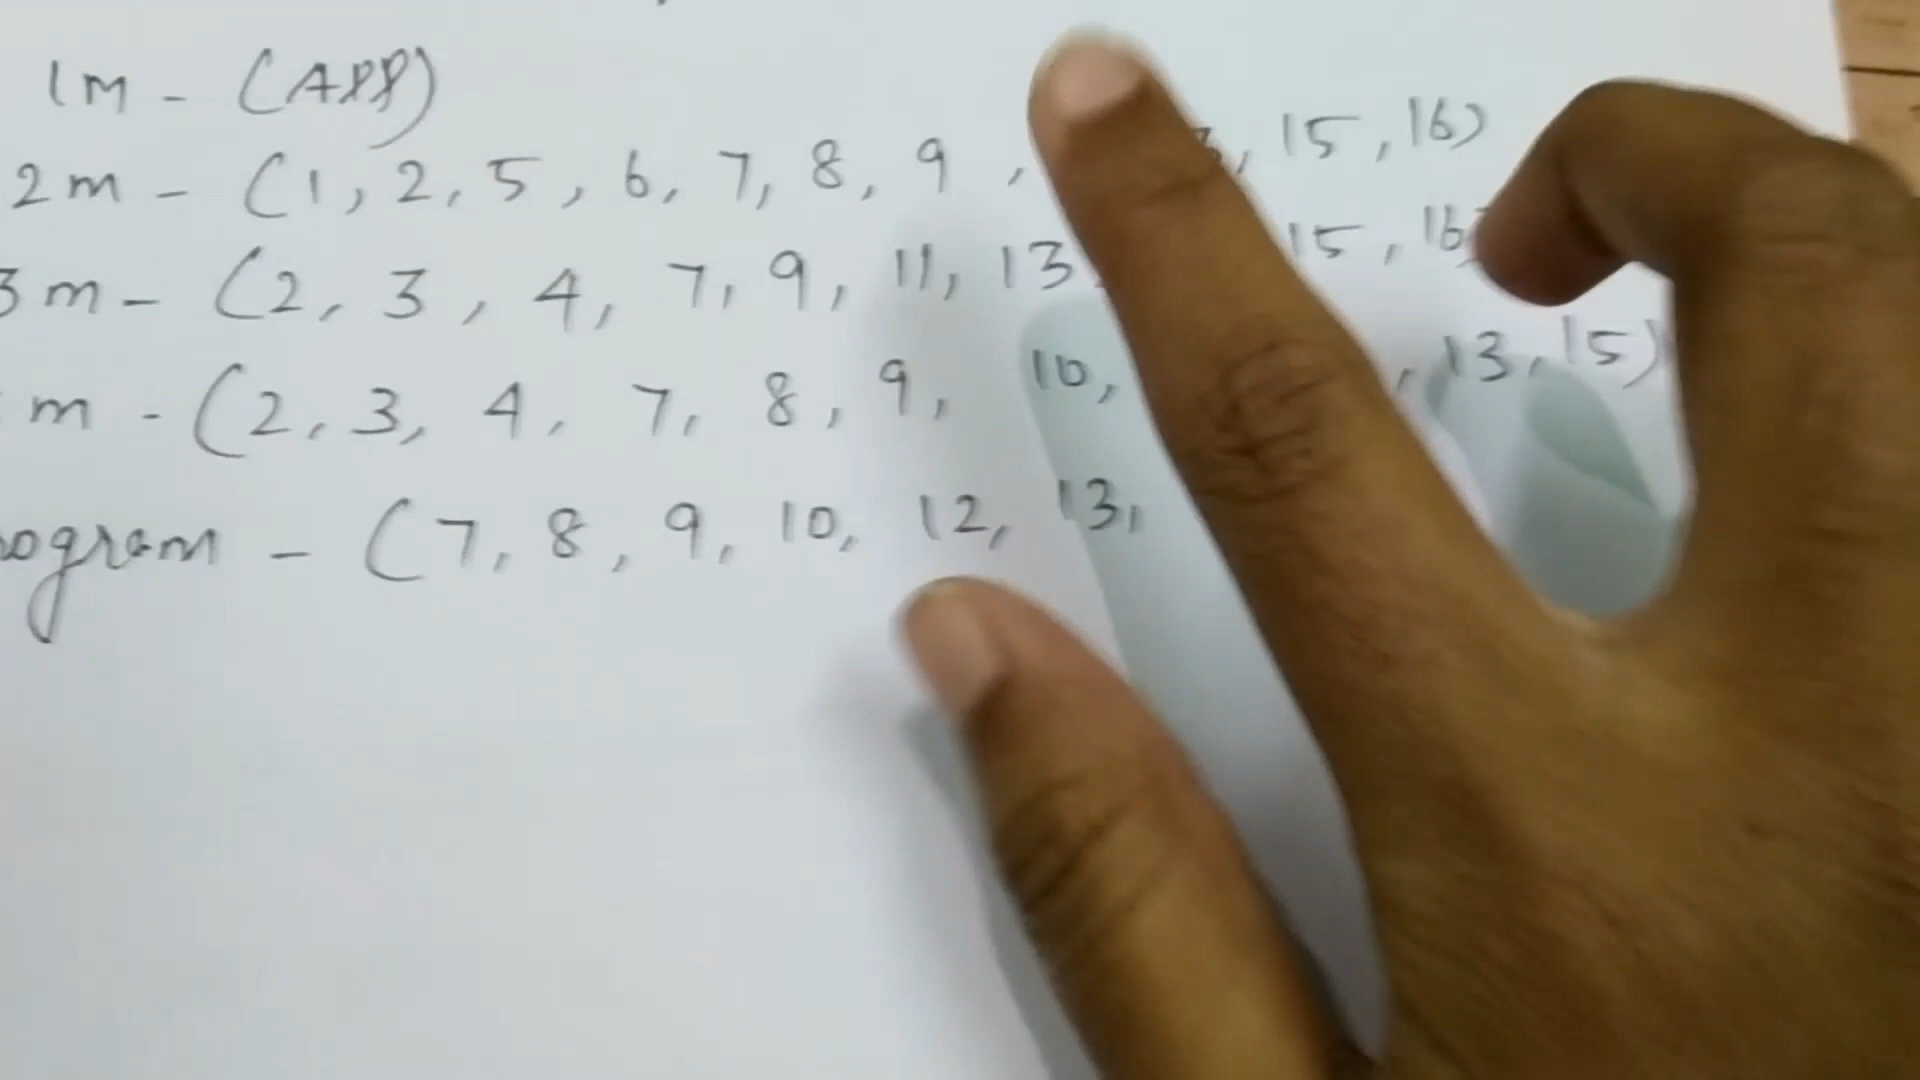 1M - (APP)
2m - (1, 2, 5, 6, 7, 8, 9, 15, 16)
3m - (2, 3, 4, 7, 9, 11, 13, 15, 16
m - (2, 3, 4, 7, 8, 9, 10, , 13, 15)
ogram - (7, 8, 9, 10, 12, 13,